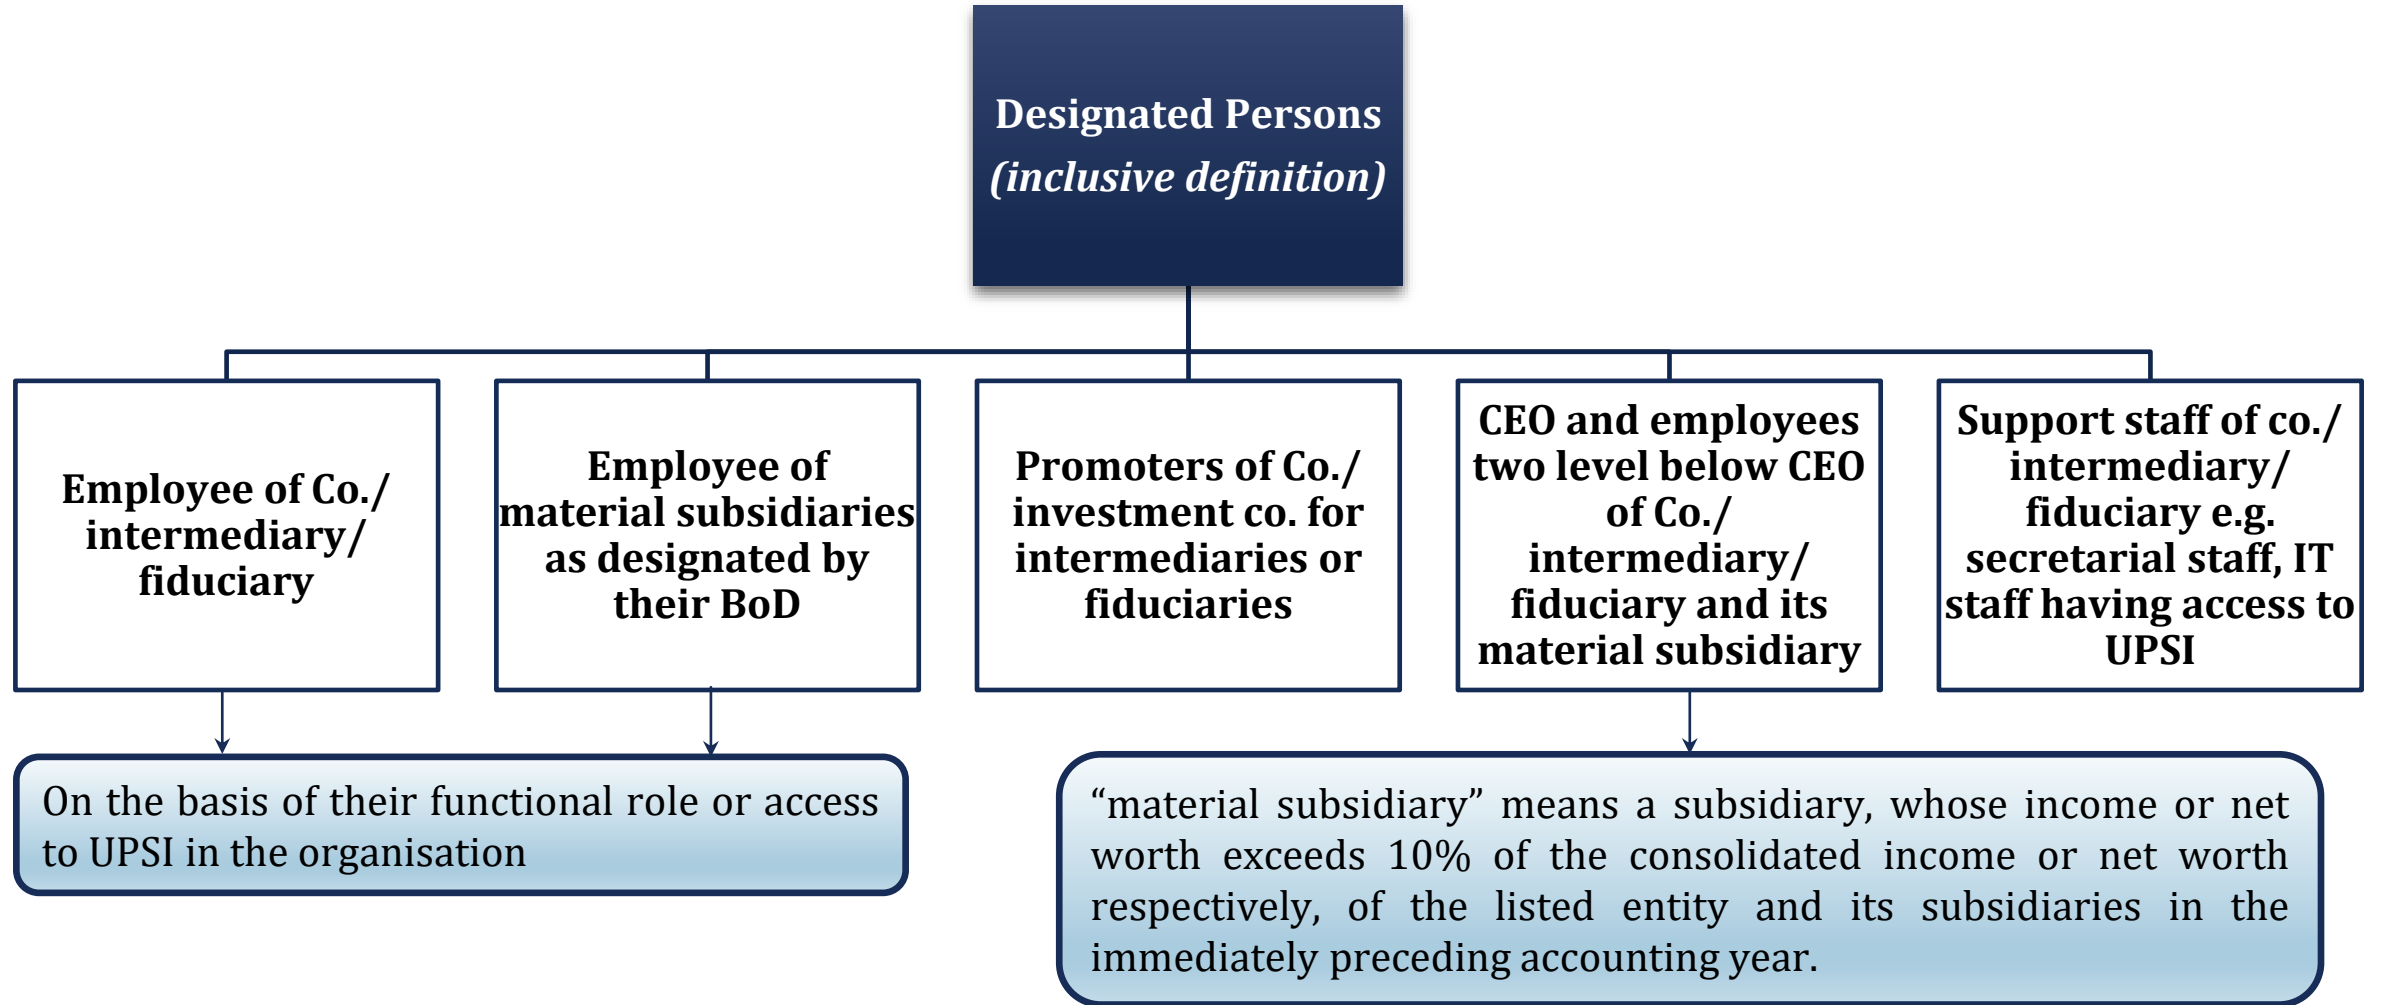 Designated Persons
(inclusive definition)
Employee of Co./
intermediary/
fiduciary
Employee of
material subsidiaries
as designated by
their BoD
Promoters of Co./
investment co. for
intermediaries or
fiduciaries
CEO and employees
two level below CEO
of Co./
intermediary/
fiduciary and its
material subsidiary
Support staff of co./
intermediary/
fiduciary e.g.
secretarial staff, IT
staff having access to
UPSI
On the basis of their functional role or access
to UPSI in the organisation
“material subsidiary” means a subsidiary, whose income or net
worth exceeds 10% of the consolidated income or net worth
respectively, of the listed entity and its subsidiaries in the
immediately preceding accounting year.